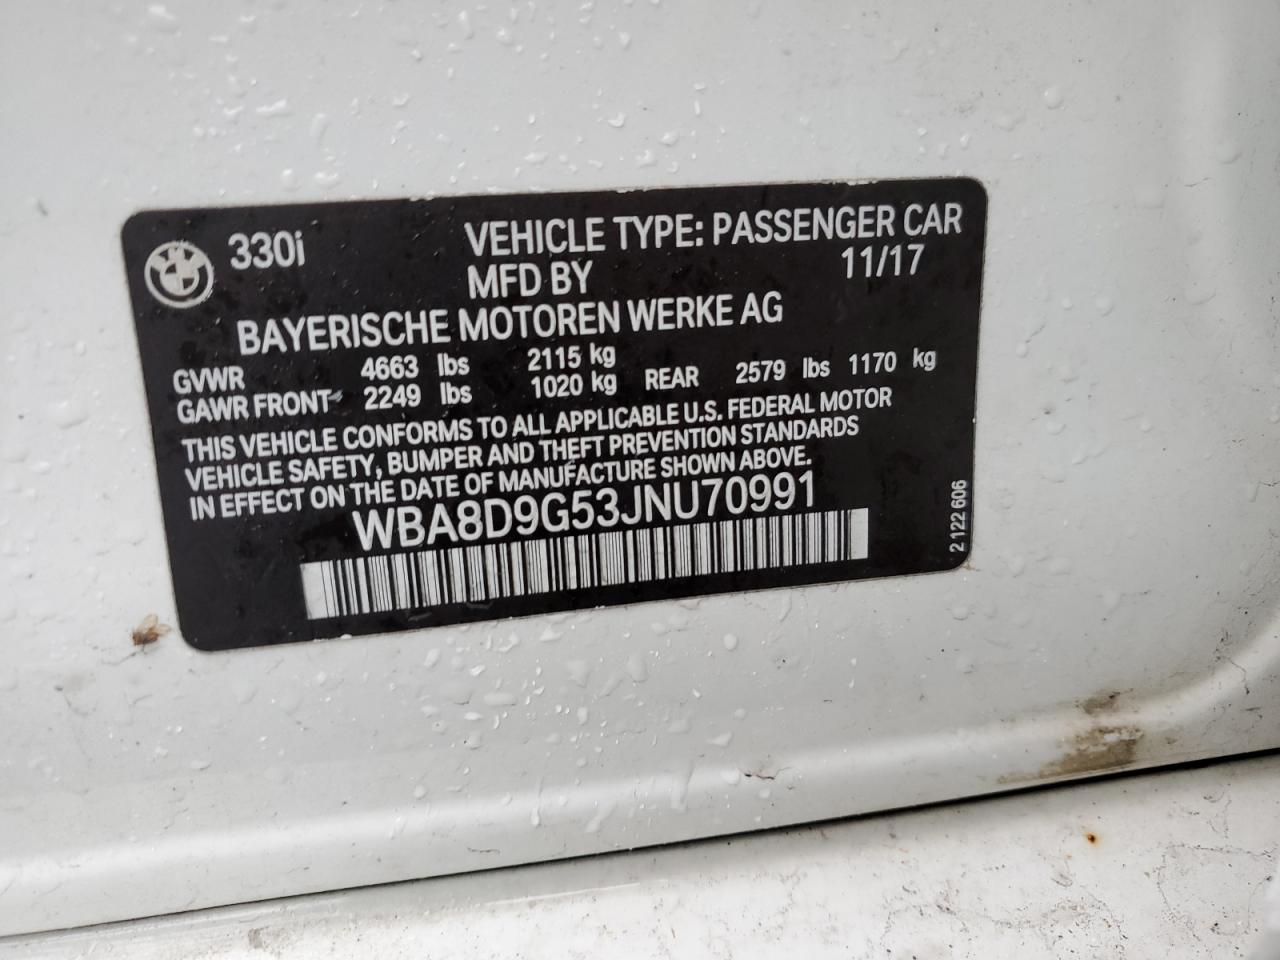 330i
VEHICLE TYPE: PASSENGER CAR
MFD BY 11/17
BAYERISCHE MOTOREN WERKE AG
GVWR 4663 lbs 2115 kg
GAWR FRONT 2249 lbs 1020 kg REAR 2579 lbs 1170 kg
THIS VEHICLE CONFORMS TO ALL APPLICABLE U.S. FEDERAL MOTOR
VEHICLE SAFETY, BUMPER AND THEFT PREVENTION STANDARDS
IN EFFECT ON THE DATE OF MANUFACTURE SHOWN ABOVE.
WBA8D9G53JNU70991
2 122 606